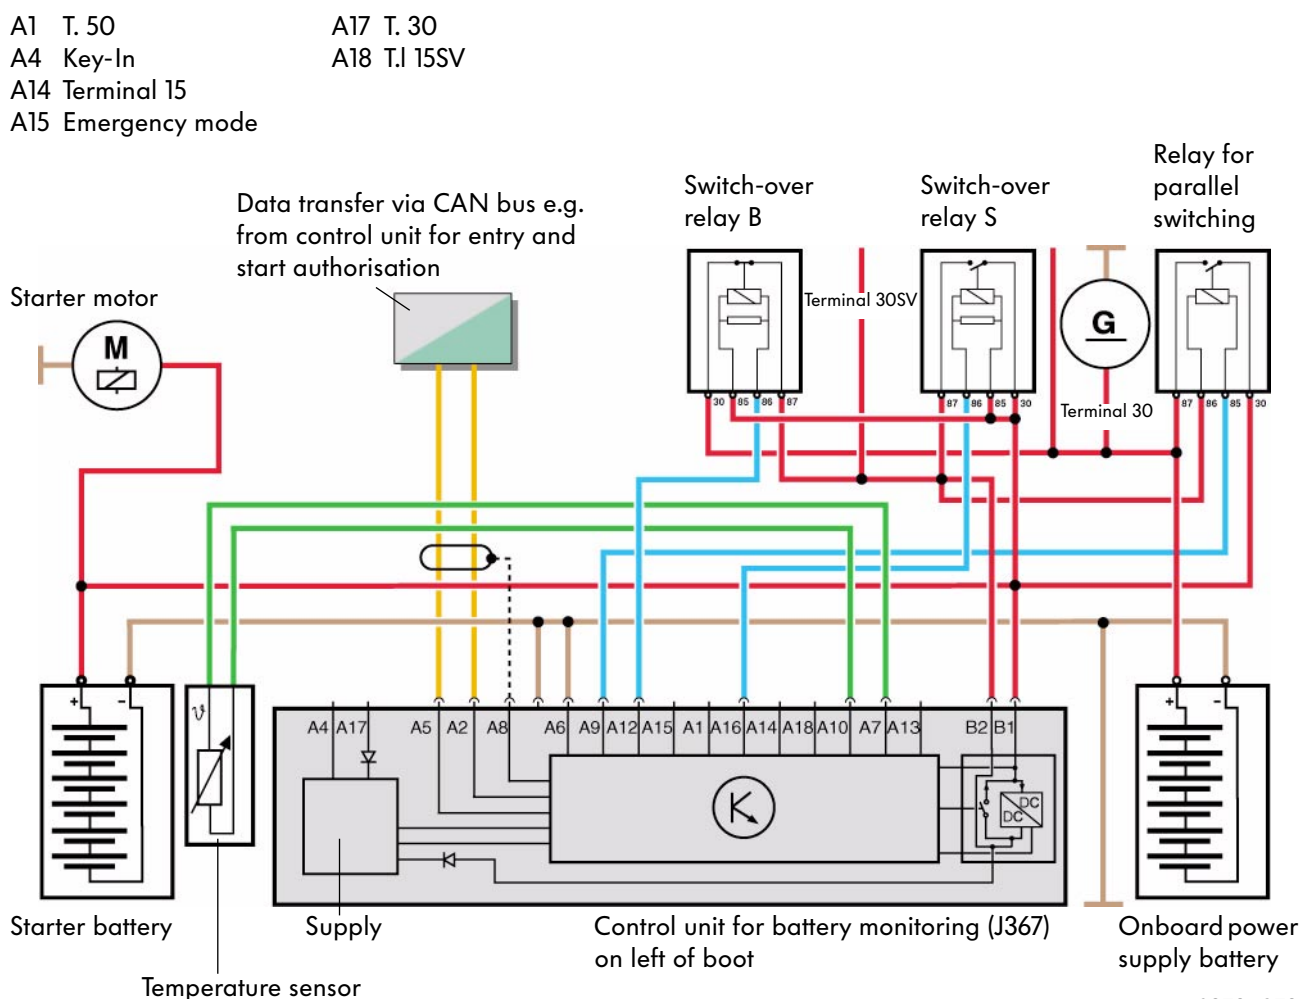 A1 T. 50
A4 Key-In
A14 Terminal 15
A15 Emergency mode
A17 T. 30
A18 T.l 15SV
Data transfer via CAN bus e.g.
from control unit for entry and
start authorisation
Switch-over
relay B
Switch-over
relay S
Relay for
parallel
switching
Starter motor
M
Terminal 30SV
G
Terminal 30
30 85 86 87
87 86 85 30
87 86 85 30
+ -
ϑ
A4 A17 A5 A2 A8 A6 A9 A12 A15 A1 A16 A14 A18 A10 A7 A13 B2 B1
DC
DC
+ -
Starter battery
Supply
Control unit for battery monitoring (J367)
on left of boot
Onboard power
supply battery
Temperature sensor